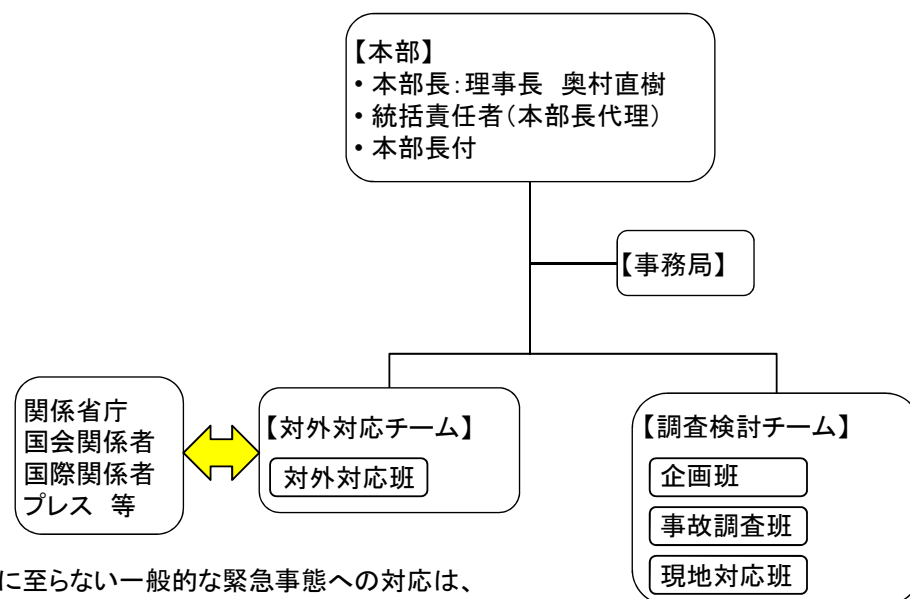 【本部】
• 本部長：理事長　奥村直樹
• 統括責任者（本部長代理）
• 本部長付
【事務局】
関係省庁
国会関係者
国際関係者
プレス　等
【対外対応チーム】
対外対応班
【調査検討チーム】
企画班
事故調査班
現地対応班
に至らない一般的な緊急事態への対応は、